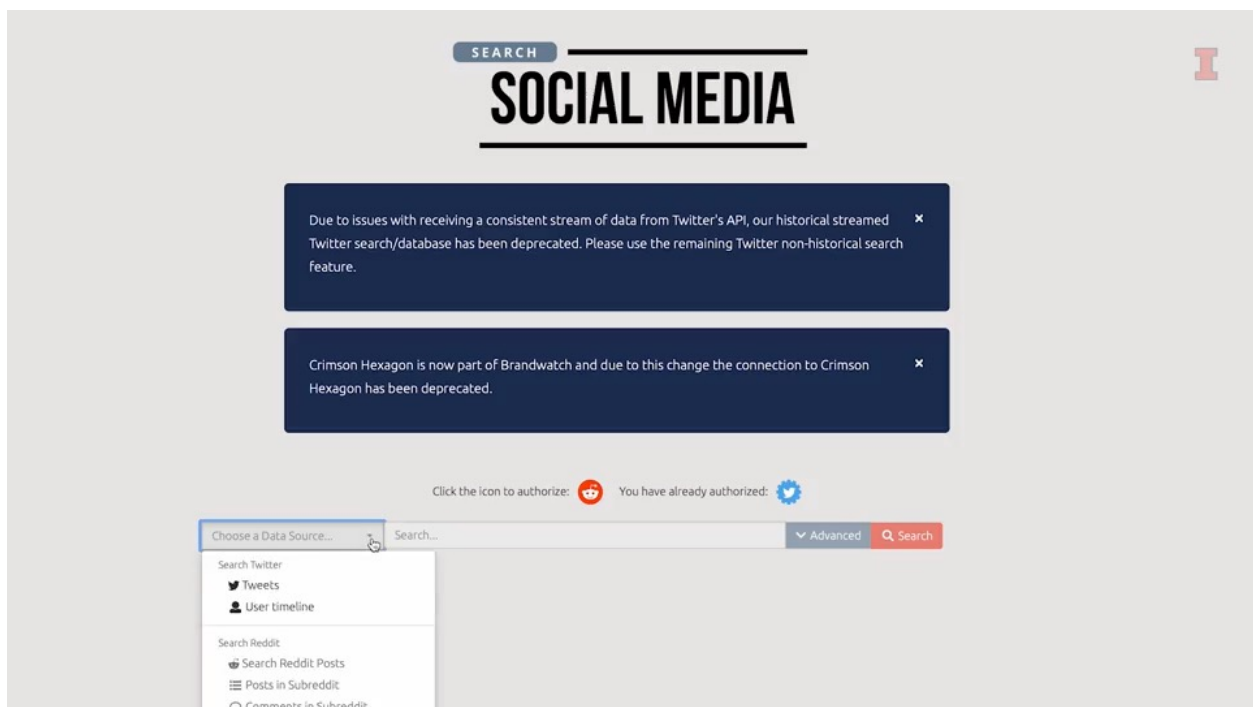 SEARCH
SOCIAL MEDIA
I
Due to issues with receiving a consistent stream of data from Twitter's API, our historical streamed
Twitter search/database has been deprecated. Please use the remaining Twitter non-historical search
feature.
Crimson Hexagon is now part of Brandwatch and due to this change the connection to Crimson
Hexagon has been deprecated.
Click the icon to authorize: You have already authorized:
Choose a Data Source... Search... Advanced Search
Search Twitter
Tweets
User timeline
Search Reddit
Search Reddit Posts
Posts in Subreddit
Comments in Subreddit